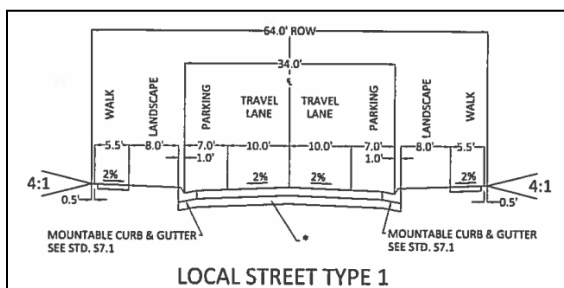 64.0' ROW
34.0'
℄
WALK
LANDSCAPE
PARKING
TRAVEL
LANE
TRAVEL
LANE
PARKING
LANDSCAPE
WALK
5.5' 8.0' 7.0' 10.0' 10.0' 7.0' 8.0' 5.5'
1.0' 1.0'
2% 2% 2% 2%
4:1 4:1
0.5' 0.5'
MOUNTABLE CURB & GUTTER
SEE STD. S7.1
*
MOUNTABLE CURB & GUTTER
SEE STD. S7.1
LOCAL STREET TYPE 1